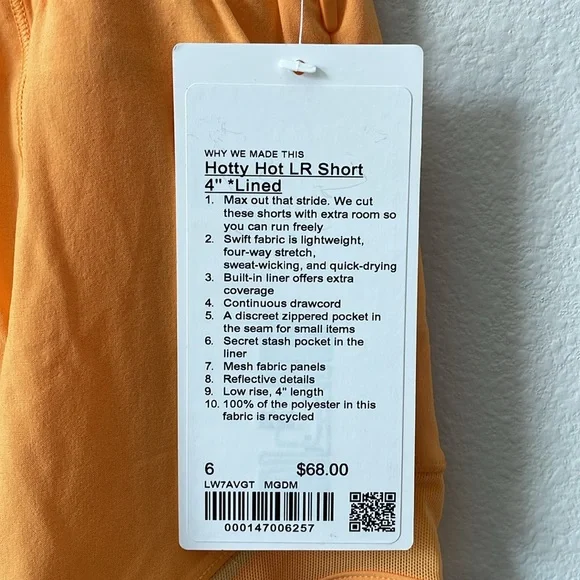 WHY WE MADE THIS
Hotty Hot LR Short
4" *Lined
1. Max out that stride. We cut
these shorts with extra room so
you can run freely
2. Swift fabric is lightweight,
four-way stretch,
sweat-wicking, and quick-drying
3. Built-in liner offers extra
coverage
4. Continuous drawcord
5. A discreet zippered pocket in
the seam for small items
6. Secret stash pocket in the
liner
7. Mesh fabric panels
8. Reflective details
9. Low rise, 4" length
10. 100% of the polyester in this
fabric is recycled
6 $68.00
LW7AVGT MGDM
000147006257